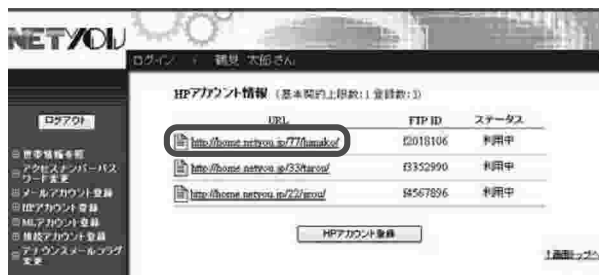 NETYOU
ログイン / 鶴見 太郎さん
HPアカウント情報 (基本契約上限数:1 登録数:3)
URL FTP ID ステータス
http://home.netyou.jp/77/hanako/ f2018106 利用中
http://home.netyou.jp/33/tarou/ f3352990 利用中
http://home.netyou.jp/22/jirou/ f4567896 利用中
HPアカウント登録
ログアウト
世帯情報参照
アクセスナンバー・パス
ワード変更
メールアカウント登録
HPアカウント登録
MLアカウント登録
接続アカウント登録
アナウンスメールフラグ
変更